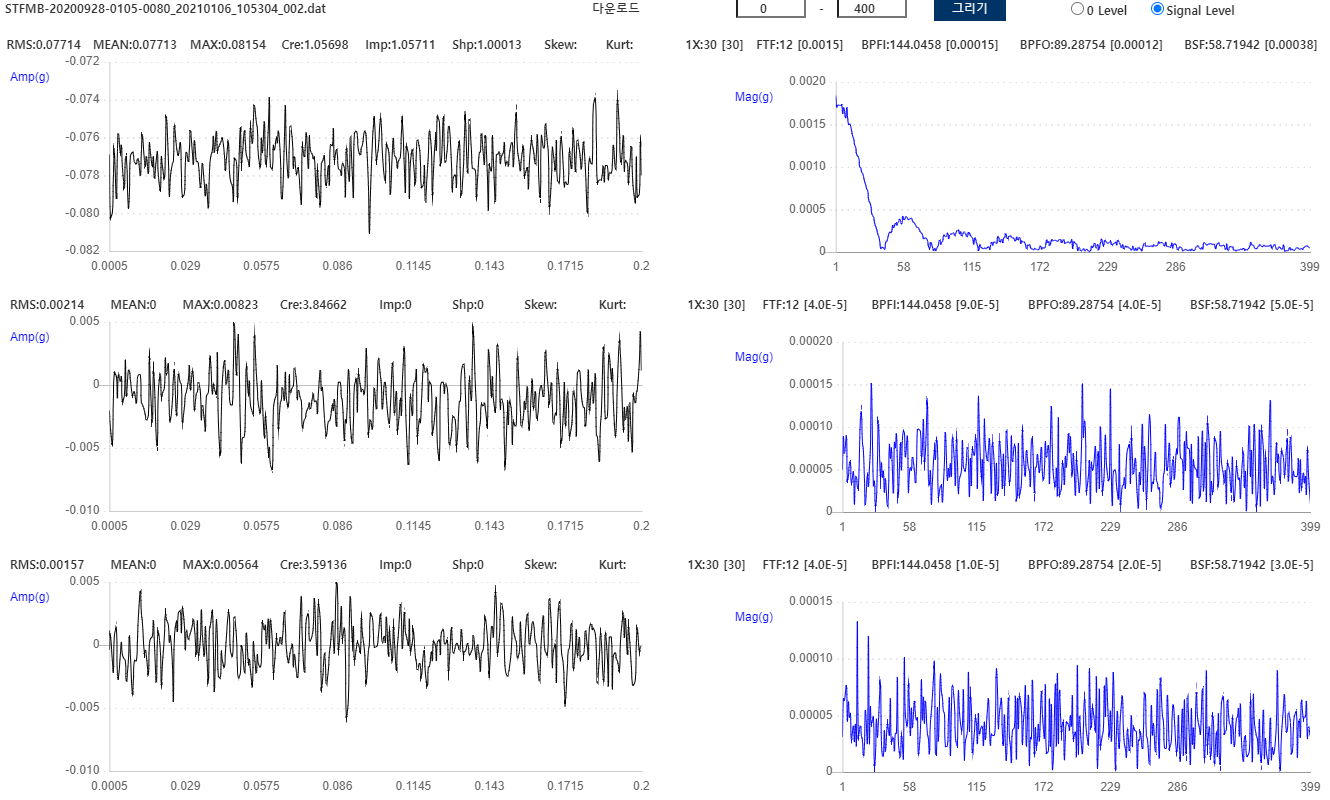 STFMB-20200928-0105-0080_20210106_105304_002.dat 다운로드 0 - 400 그리기 0 Level Signal Level
RMS:0.07714 MEAN:0.07713 MAX:0.08154 Cre:1.05698 Imp:1.05711 Shp:1.00013 Skew: Kurt:
Amp(g)
-0.072
-0.074
-0.076
-0.078
-0.080
-0.082
0.0005 0.029 0.0575 0.086 0.1145 0.143 0.1715 0.2
1X:30 [30] FTF:12 [0.0015] BPFI:144.0458 [0.00015] BPFO:89.28754 [0.00012] BSF:58.71942 [0.00038]
Mag(g)
0.0020
0.0015
0.0010
0.0005
0
1 58 115 172 229 286 399
RMS:0.00214 MEAN:0 MAX:0.00823 Cre:3.84662 Imp:0 Shp:0 Skew: Kurt:
Amp(g)
0.005
0
-0.005
-0.010
0.0005 0.029 0.0575 0.086 0.1145 0.143 0.1715 0.2
1X:30 [30] FTF:12 [4.0E-5] BPFI:144.0458 [9.0E-5] BPFO:89.28754 [4.0E-5] BSF:58.71942 [5.0E-5]
Mag(g)
0.00020
0.00015
0.00010
0.00005
0
1 58 115 172 229 286 399
RMS:0.00157 MEAN:0 MAX:0.00564 Cre:3.59136 Imp:0 Shp:0 Skew: Kurt:
Amp(g)
0.005
0
-0.005
-0.010
0.0005 0.029 0.0575 0.086 0.1145 0.143 0.1715 0.2
1X:30 [30] FTF:12 [4.0E-5] BPFI:144.0458 [1.0E-5] BPFO:89.28754 [2.0E-5] BSF:58.71942 [3.0E-5]
Mag(g)
0.00015
0.00010
0.00005
0
1 58 115 172 229 286 399